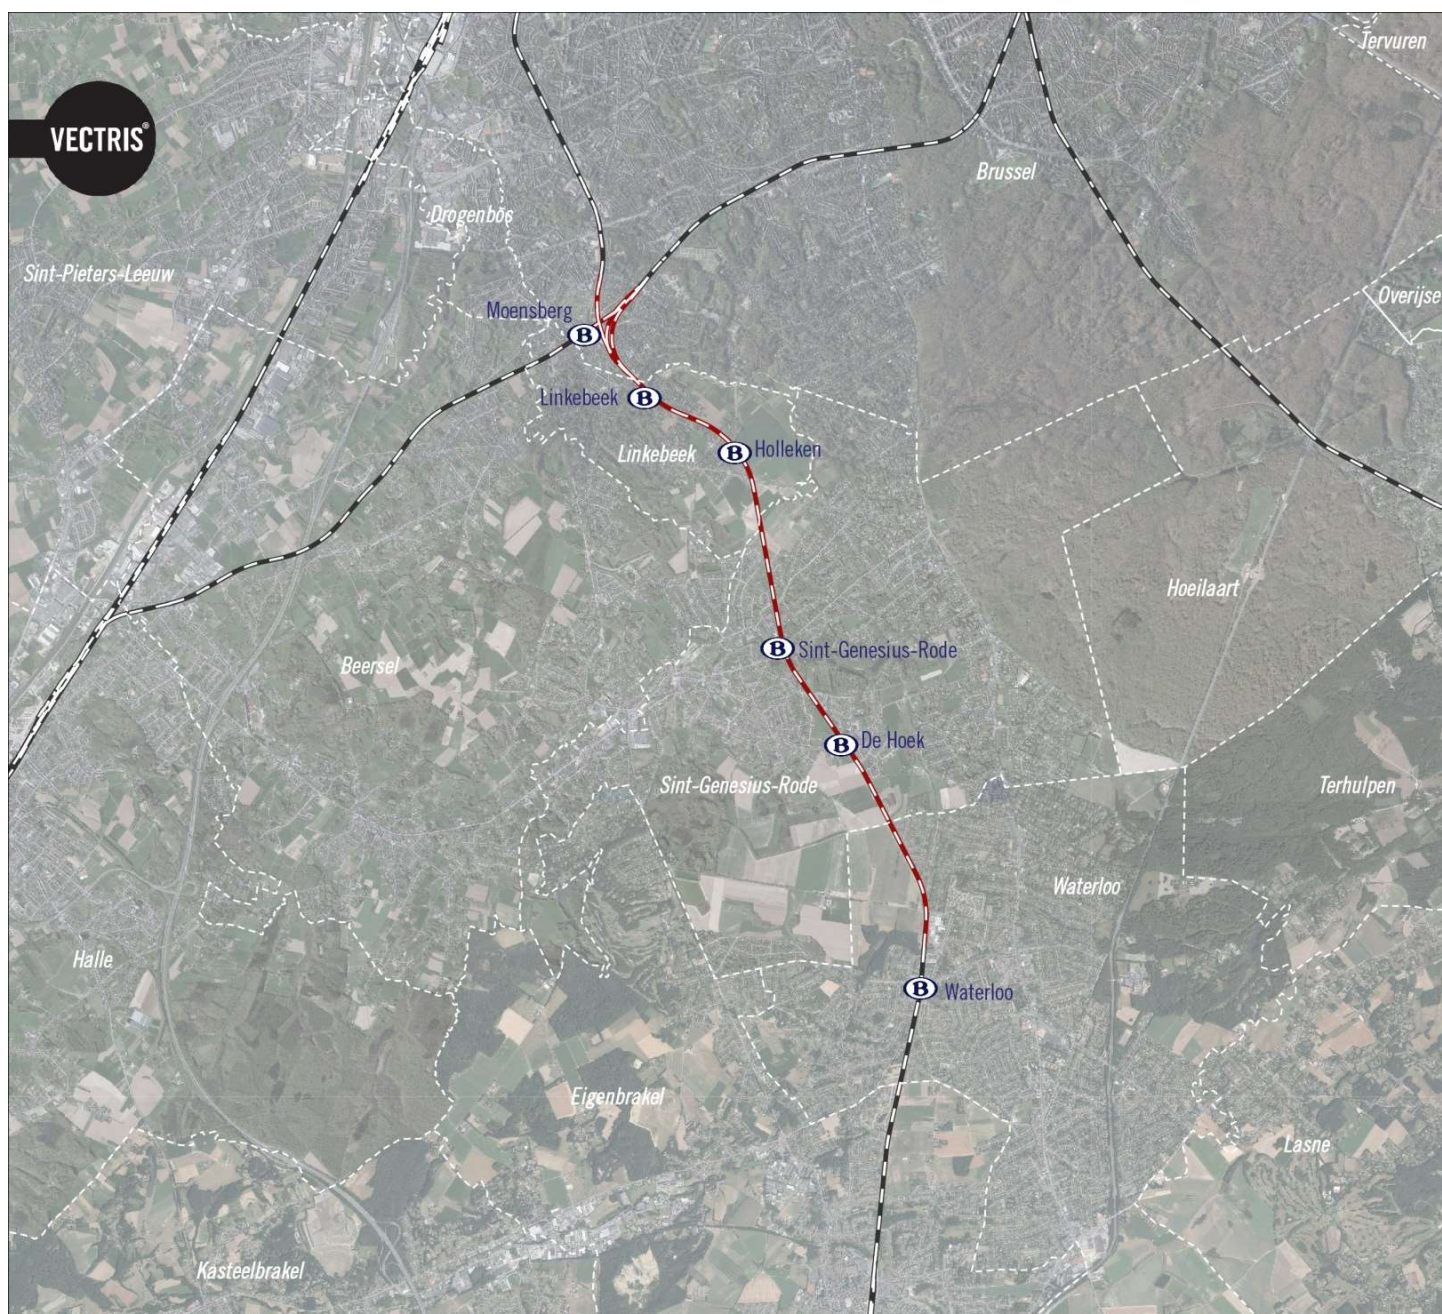 Tervuren
VECTRIS®
Brussel
Drogenbos
Sint-Pieters-Leeuw
Overijse
Moensberg
B
Linkebeek
B
Linkebeek
B
Holleken
Hoeilaart
B
Sint-Genesius-Rode
Beersel
B
De Hoek
Sint-Genesius-Rode
Terhulpen
Waterloo
Halle
B
Waterloo
Eigenbrakel
Lasne
Kasteelbrakel